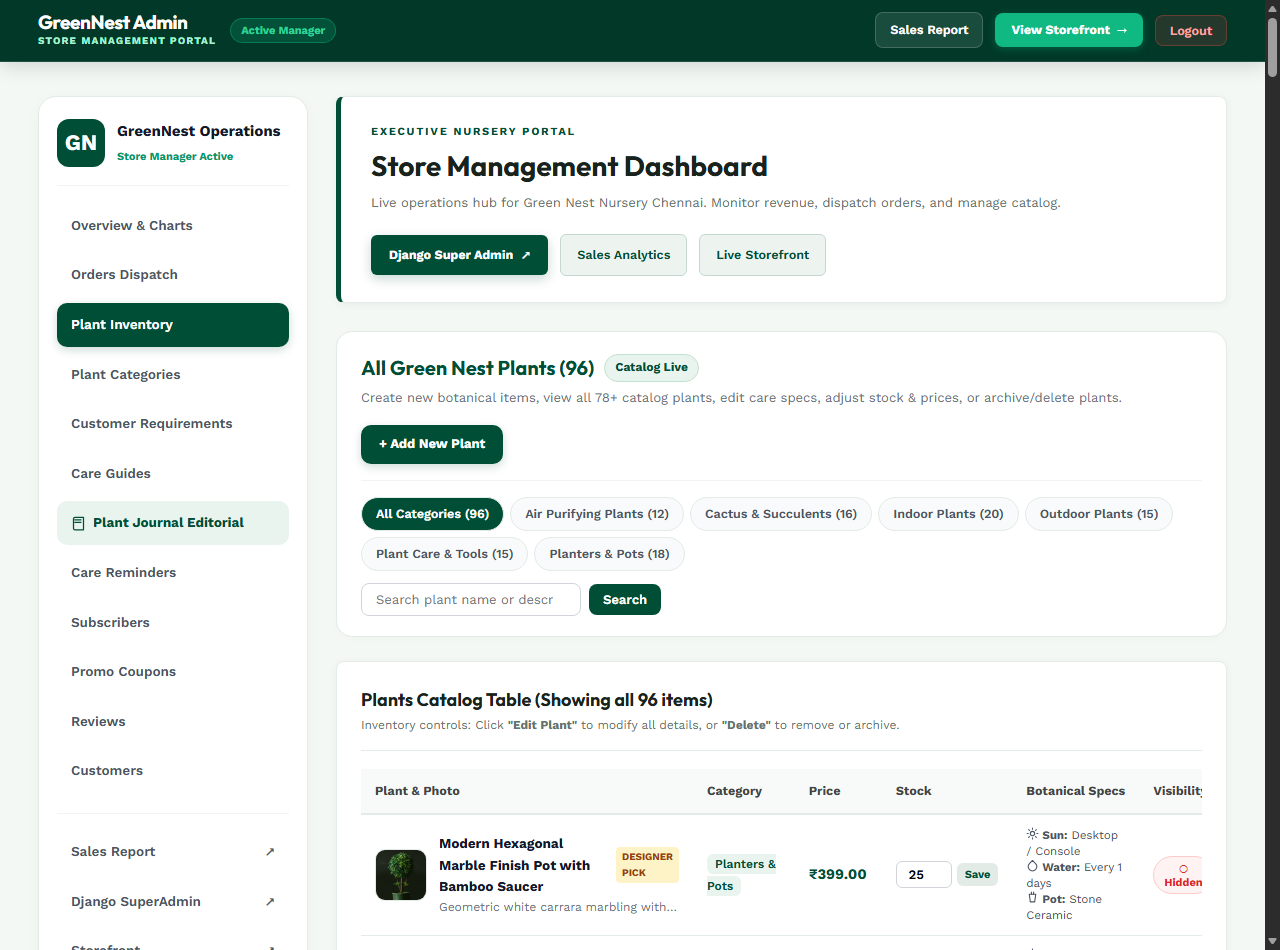 GreenNest Admin
STORE MANAGEMENT PORTAL
Active Manager
Sales Report
View Storefront →
Logout
GN
GreenNest Operations
Store Manager Active
Overview & Charts
Orders Dispatch
Plant Inventory
Plant Categories
Customer Requirements
Care Guides
Plant Journal Editorial
Care Reminders
Subscribers
Promo Coupons
Reviews
Customers
Sales Report ↗
Django SuperAdmin ↗
Storefront ↗
EXECUTIVE NURSERY PORTAL
Store Management Dashboard
Live operations hub for Green Nest Nursery Chennai. Monitor revenue, dispatch orders, and manage catalog.
Django Super Admin ↗
Sales Analytics
Live Storefront
All Green Nest Plants (96)
Catalog Live
Create new botanical items, view all 78+ catalog plants, edit care specs, adjust stock & prices, or archive/delete plants.
+ Add New Plant
All Categories (96)
Air Purifying Plants (12)
Cactus & Succulents (16)
Indoor Plants (20)
Outdoor Plants (15)
Plant Care & Tools (15)
Planters & Pots (18)
Search plant name or descr
Search
Plants Catalog Table (Showing all 96 items)
Inventory controls: Click "Edit Plant" to modify all details, or "Delete" to remove or archive.
Plant & Photo
Category
Price
Stock
Botanical Specs
Visibility
Modern Hexagonal
Marble Finish Pot with
Bamboo Saucer
Geometric white carrara marbling with...
DESIGNER
PICK
Planters &
Pots
₹399.00
25
Save
Sun: Desktop
/ Console
Water: Every 1
days
Pot: Stone
Ceramic
Hidden